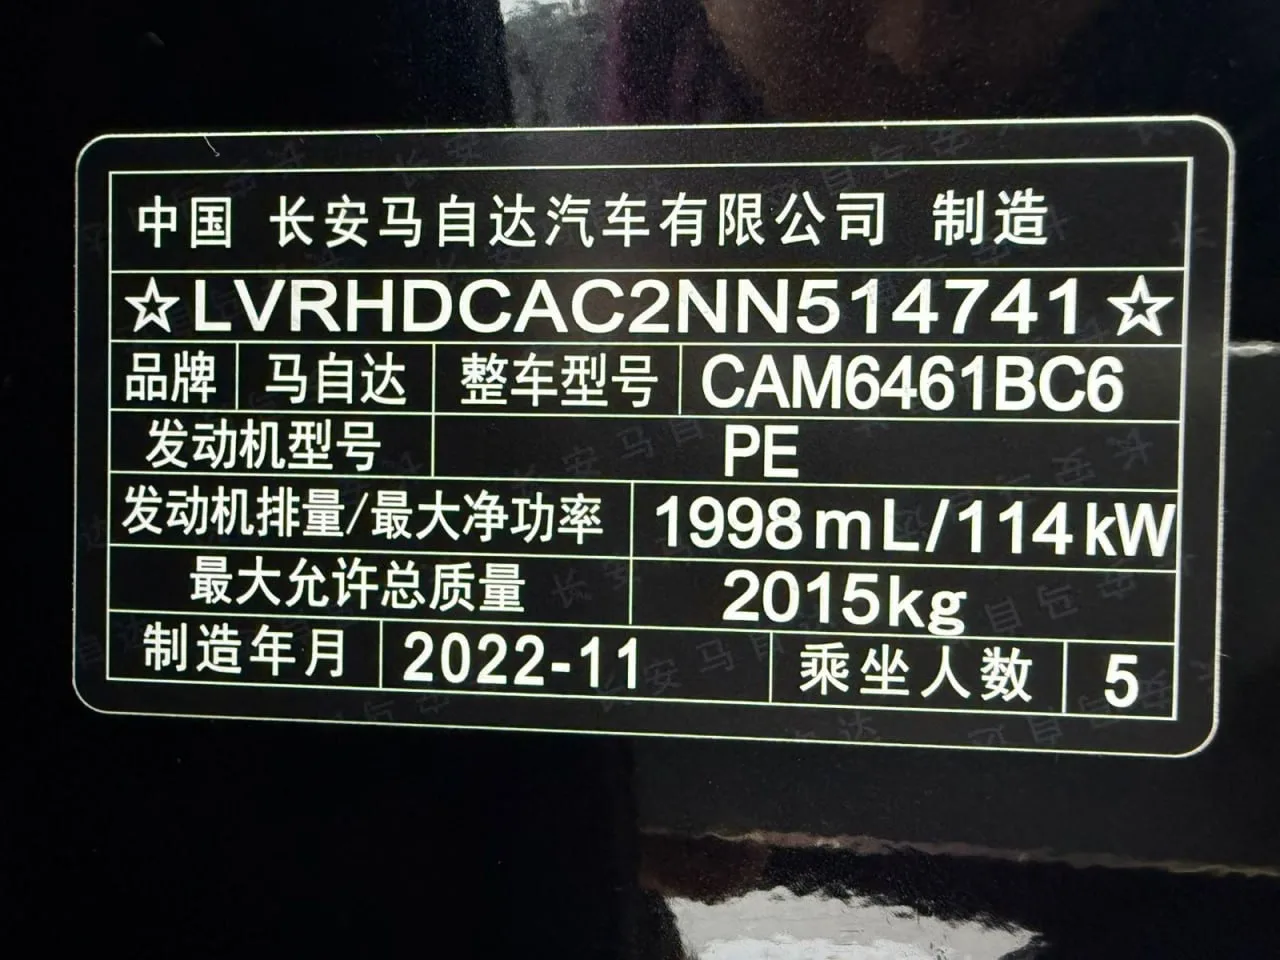 中国 长安马自达汽车有限公司 制造
☆LVRHDCAC2NN514741☆
品牌 马自达 整车型号 CAM6461BC6
发动机型号 PE
发动机排量/最大净功率 1998mL/114kW
最大允许总质量 2015kg
制造年月 2022-11 乘坐人数 5